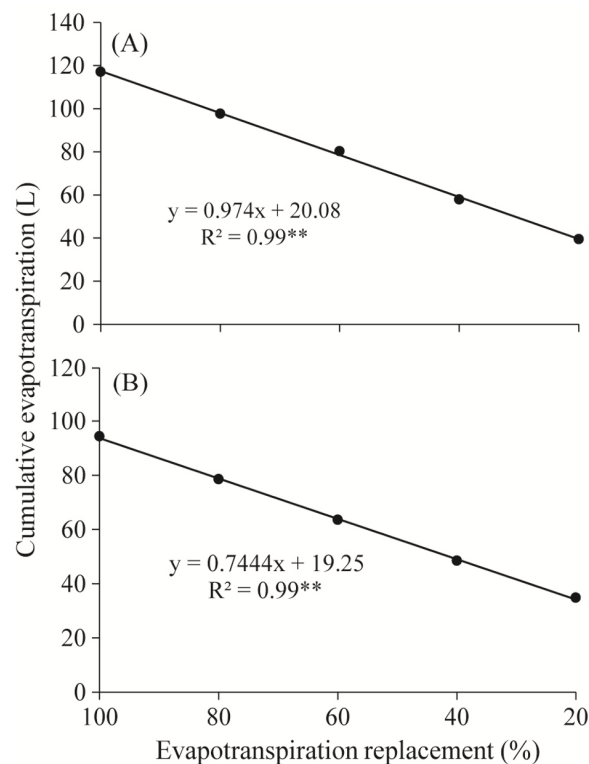 Cumulative evapotranspiration (L)
(A)
140
120
100
80
60
40
20
0
y = 0.974x + 20.08
R² = 0.99**
(B)
120
100
80
60
40
20
0
y = 0.7444x + 19.25
R² = 0.99**
100 80 60 40 20
Evapotranspiration replacement (%)